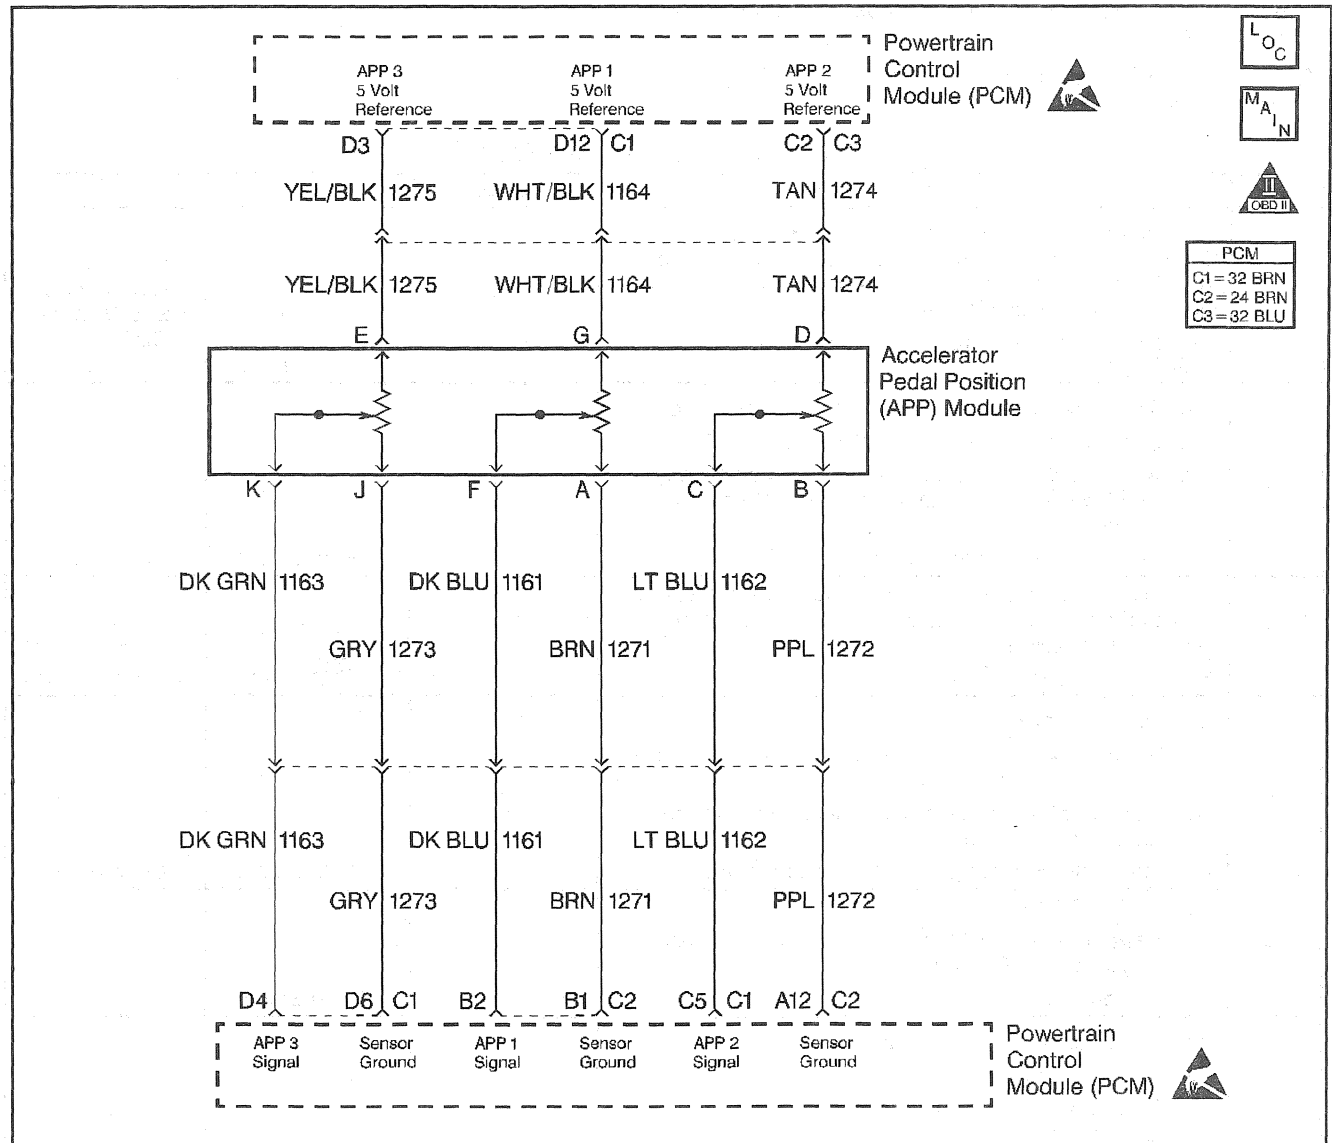 Powertrain
Control
Module (PCM)
L O C
M A I N
APP 3
5 Volt
Reference
APP 1
5 Volt
Reference
APP 2
5 Volt
Reference
D3
D12 C1
C2 C3
YEL/BLK 1275
WHT/BLK 1164
TAN 1274
II
OBD II
PCM
C1=32 BRN
C2=24 BRN
C3=32 BLU
YEL/BLK 1275
WHT/BLK 1164
TAN 1274
E
G
D
Accelerator
Pedal Position
(APP) Module
K
J
F
A
C
B
DK GRN 1163
DK BLU 1161
LT BLU 1162
GRY 1273
BRN 1271
PPL 1272
DK GRN 1163
DK BLU 1161
LT BLU 1162
GRY 1273
BRN 1271
PPL 1272
D4
D6 C1
B2
B1 C2
C5 C1
A12 C2
APP 3
Signal
Sensor
Ground
APP 1
Signal
Sensor
Ground
APP 2
Signal
Sensor
Ground
Powertrain
Control
Module (PCM)